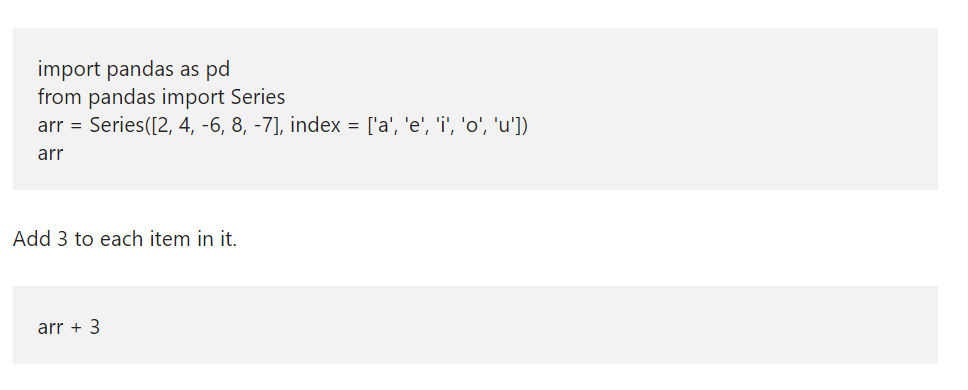 import pandas as pd
from pandas import Series
arr = Series([2, 4, -6, 8, -7], index = ['a', 'e', 'i', 'o', 'u'])
arr
Add 3 to each item in it.
arr + 3